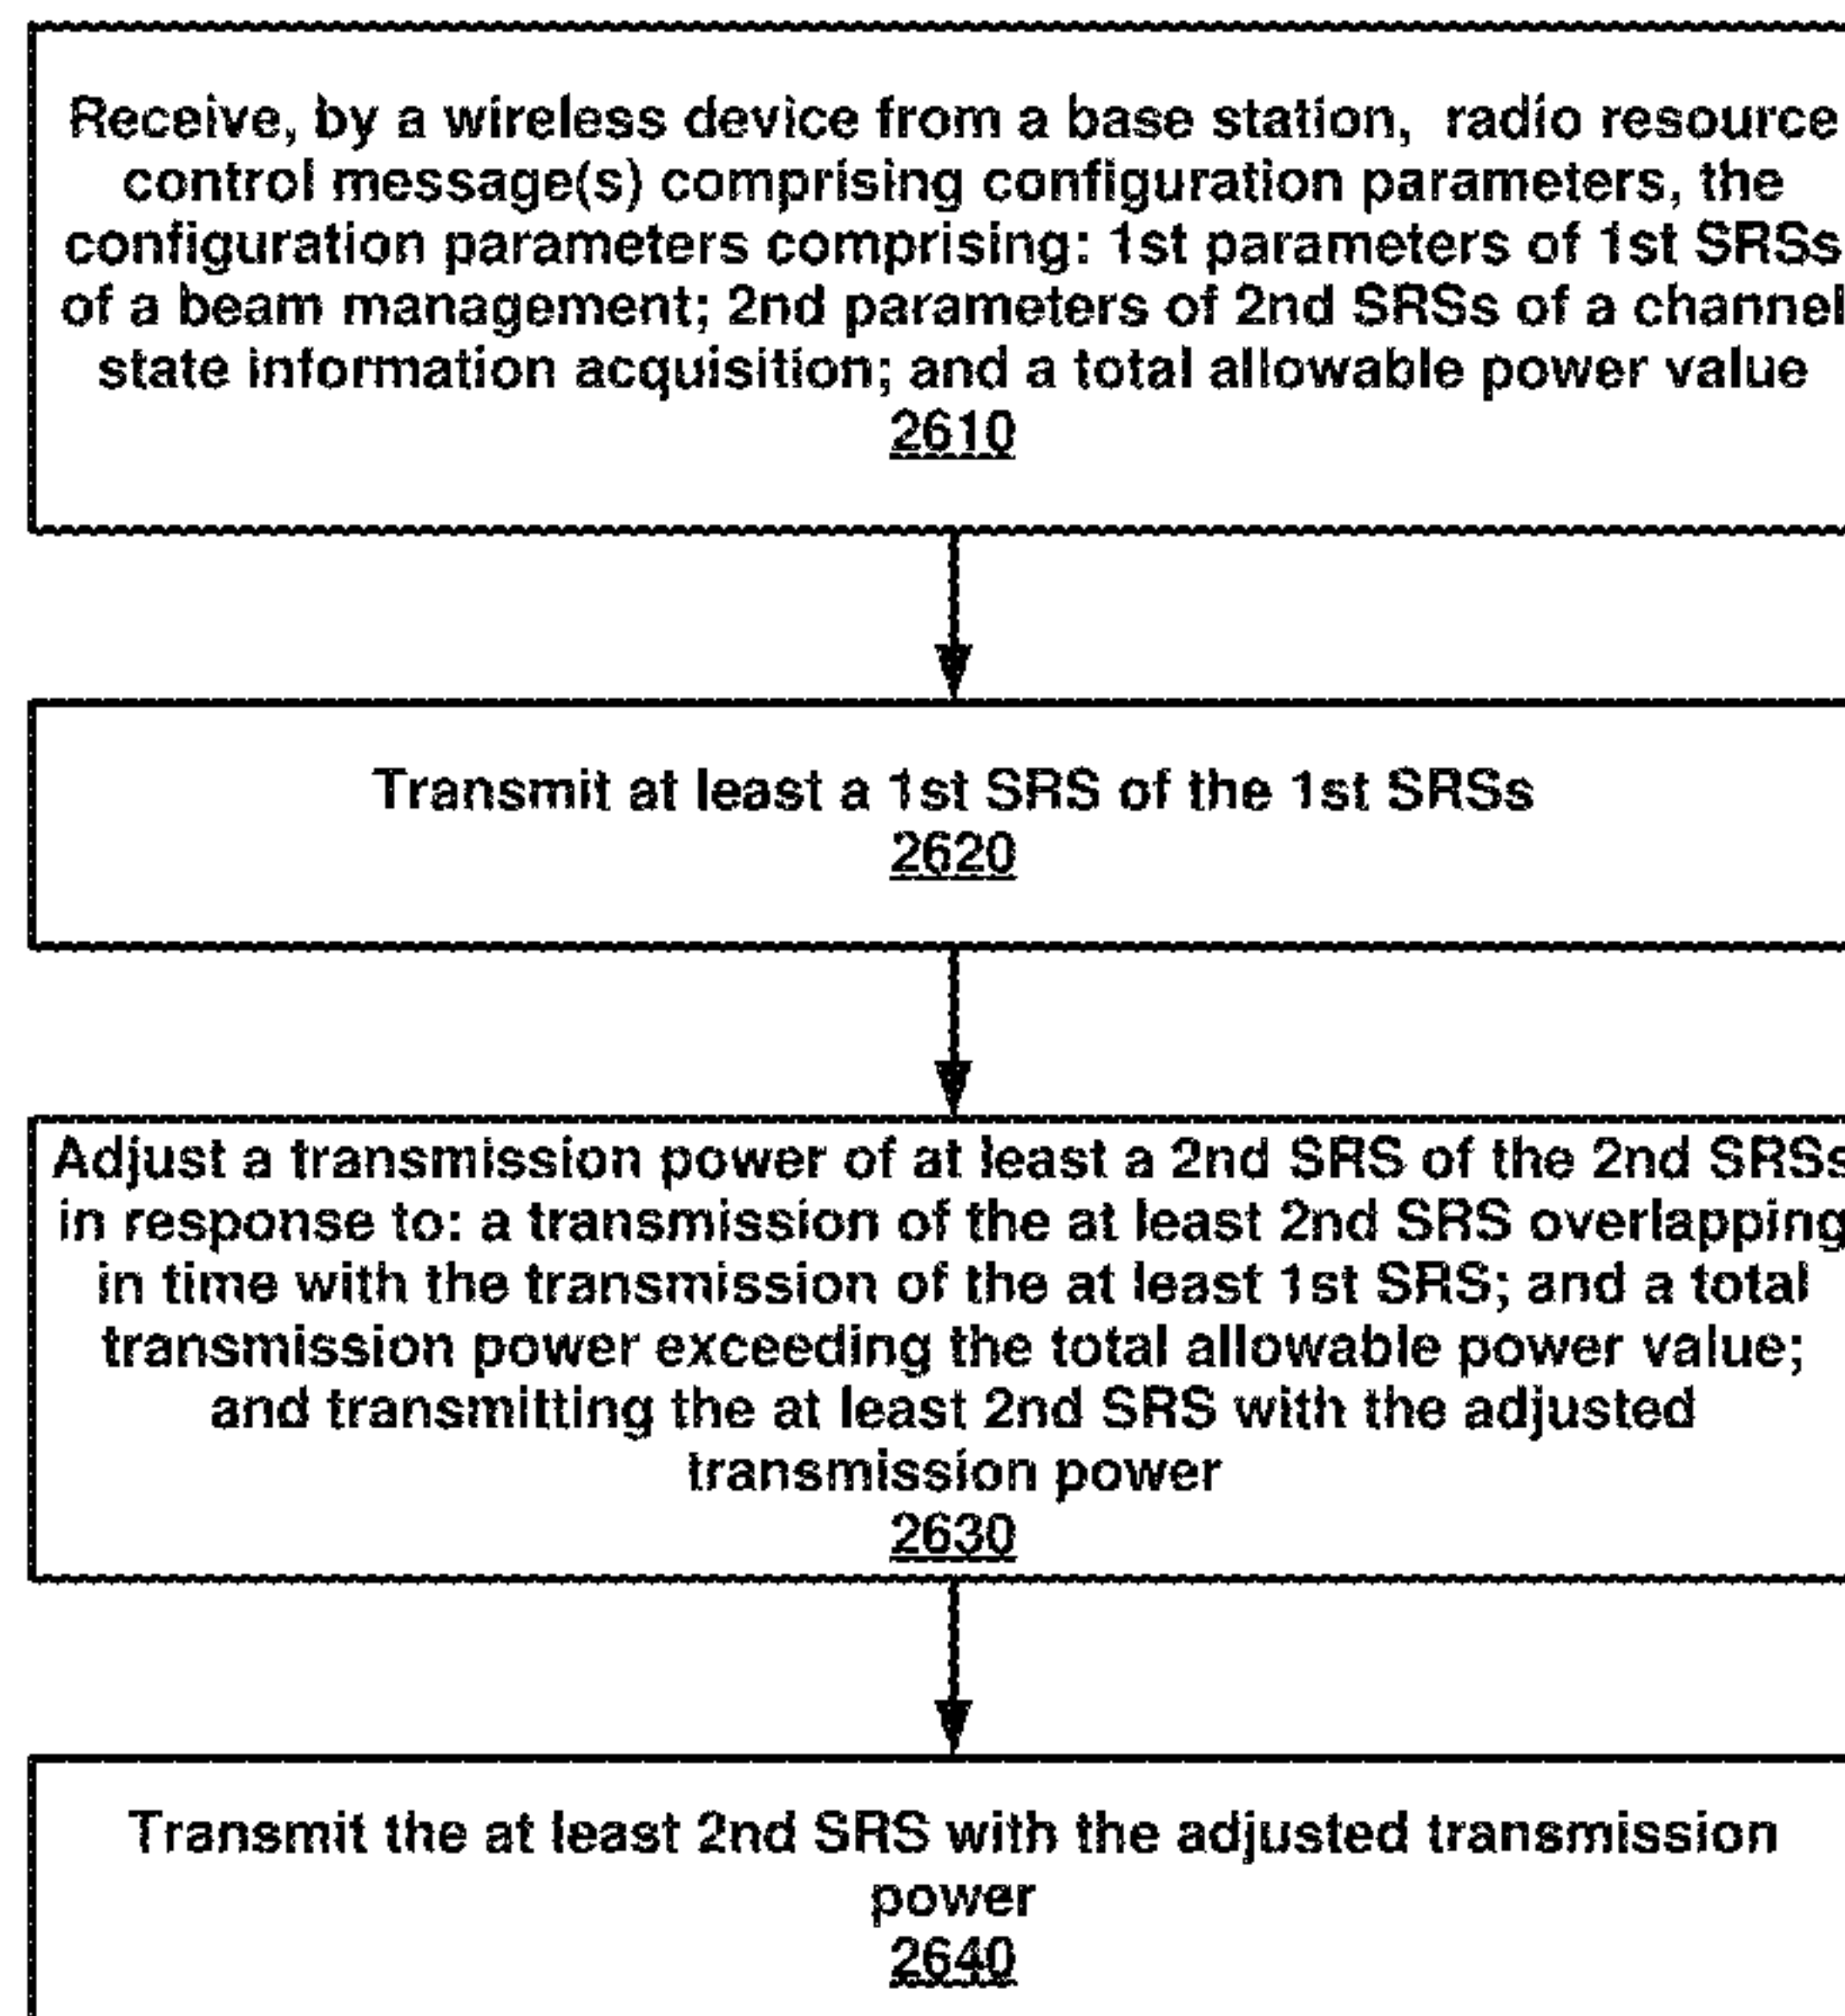 Receive, by a wireless device from a base station, radio resource
control message(s) comprising configuration parameters, the
configuration parameters comprising: 1st parameters of 1st SRSs
of a beam management; 2nd parameters of 2nd SRSs of a channel
state information acquisition; and a total allowable power value
2610
Transmit at least a 1st SRS of the 1st SRSs
2620
Adjust a transmission power of at least a 2nd SRS of the 2nd SRSs
in response to: a transmission of the at least 2nd SRS overlapping
in time with the transmission of the at least 1st SRS; and a total
transmission power exceeding the total allowable power value;
and transmitting the at least 2nd SRS with the adjusted
transmission power
2630
Transmit the at least 2nd SRS with the adjusted transmission
power
2640